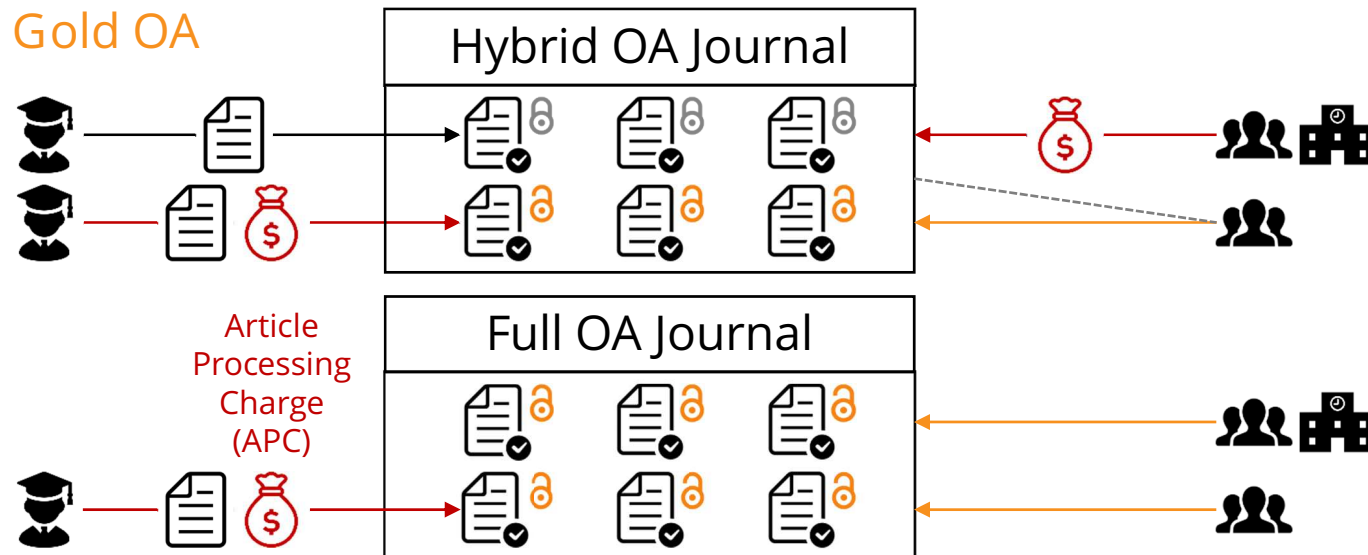 Gold OA
Hybrid OA Journal
$
$
Full OA Journal
Article
Processing
Charge
(APC)
$